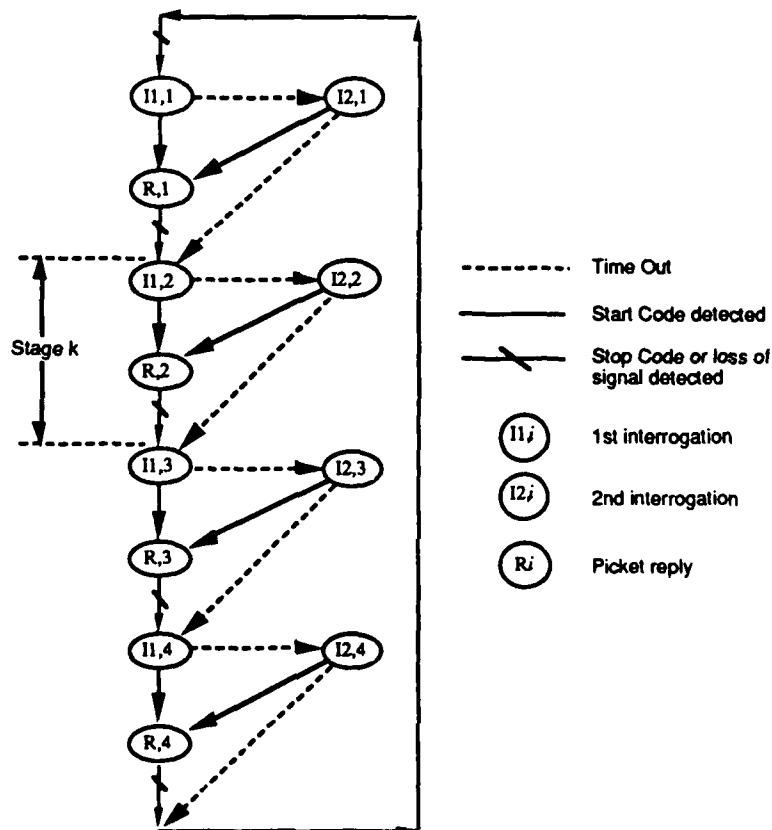 I1,1
I2,1
R,1
I1,2
I2,2
Stage k
R,2
I1,3
I2,3
R,3
I1,4
I2,4
R,4
Time Out
Start Code detected
Stop Code or loss of
signal detected
I1,i
1st interrogation
I2,i
2nd interrogation
Ri
Picket reply